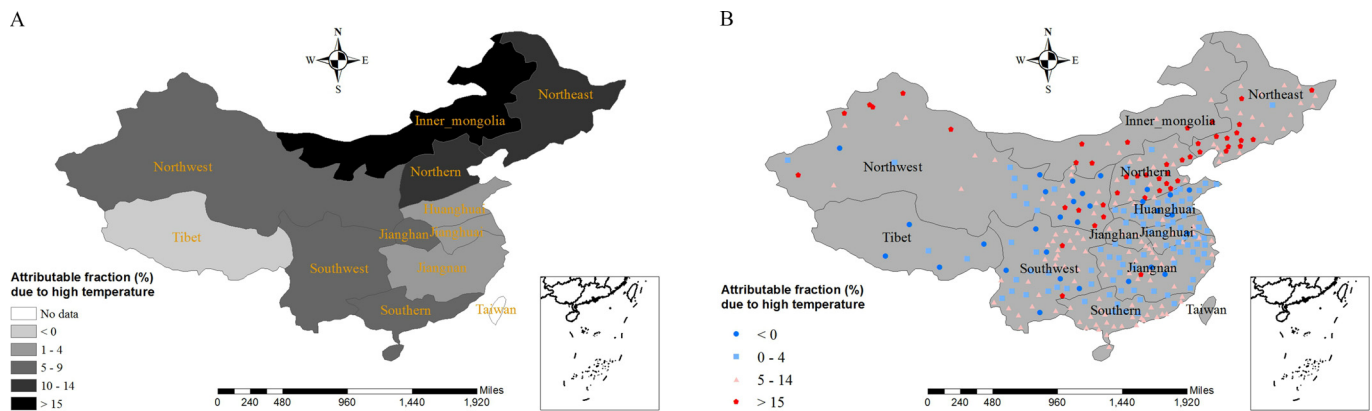 A
N
W
E
S
Northeast
Inner_mongolia
Northwest
Northern
Huanghuai
Tibet
Jianghan
Jianghuai
Southwest
Jiangnan
Southern
Taiwan
Attributable fraction (%)
due to high temperature
No data
< 0
1 - 4
5 - 9
10 - 14
> 15
Miles
0 240 480 960 1,440 1,920
B
N
W
E
S
Northeast
Inner_mongolia
Northwest
Northern
Huanghuai
Tibet
Jianghan
Jianghuai
Southwest
Jiangnan
Southern
Taiwan
Attributable fraction (%)
due to high temperature
< 0
0 - 4
5 - 14
> 15
Miles
0 240 480 960 1,440 1,920